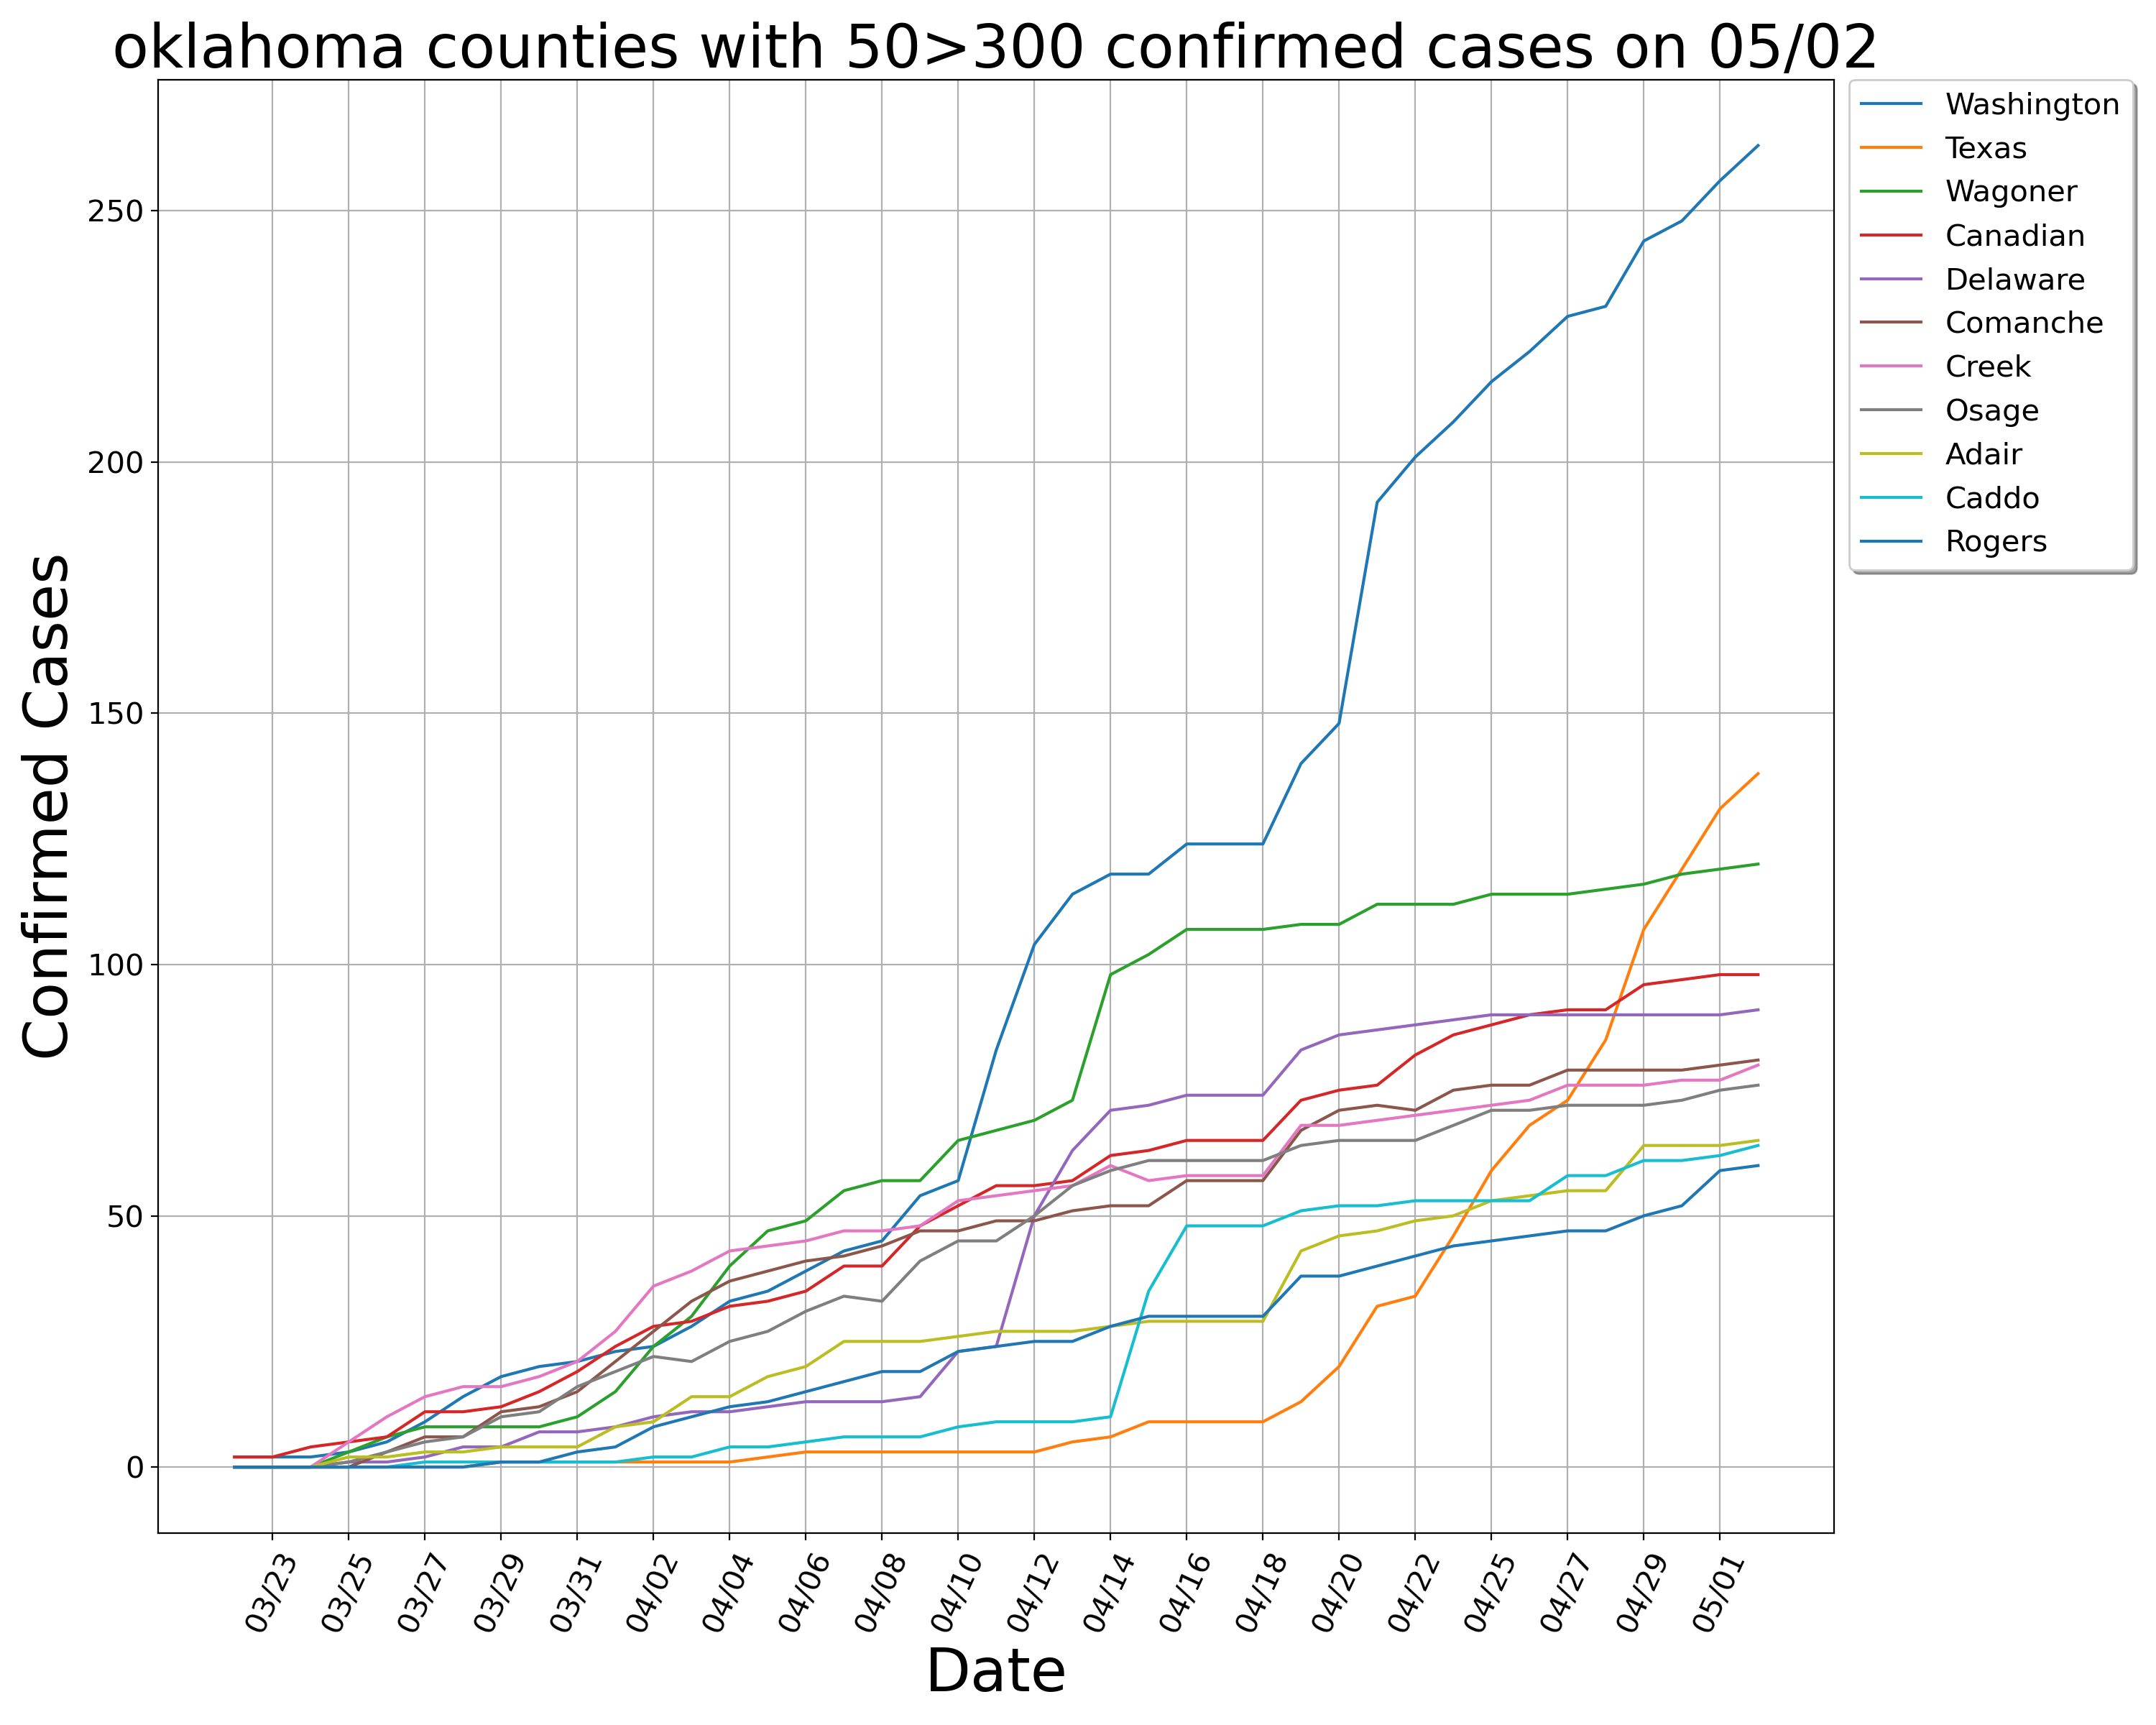 oklahoma counties with 50>300 confirmed cases on 05/02
Washington
Texas
Wagoner
Canadian
Delaware
Comanche
Creek
Osage
Adair
Caddo
Rogers
Confirmed Cases
250
200
150
100
50
0
03/23
03/25
03/27
03/29
03/31
04/02
04/04
04/06
04/08
04/10
04/12
04/14
04/16
04/18
04/20
04/22
04/25
04/27
04/29
05/01
Date